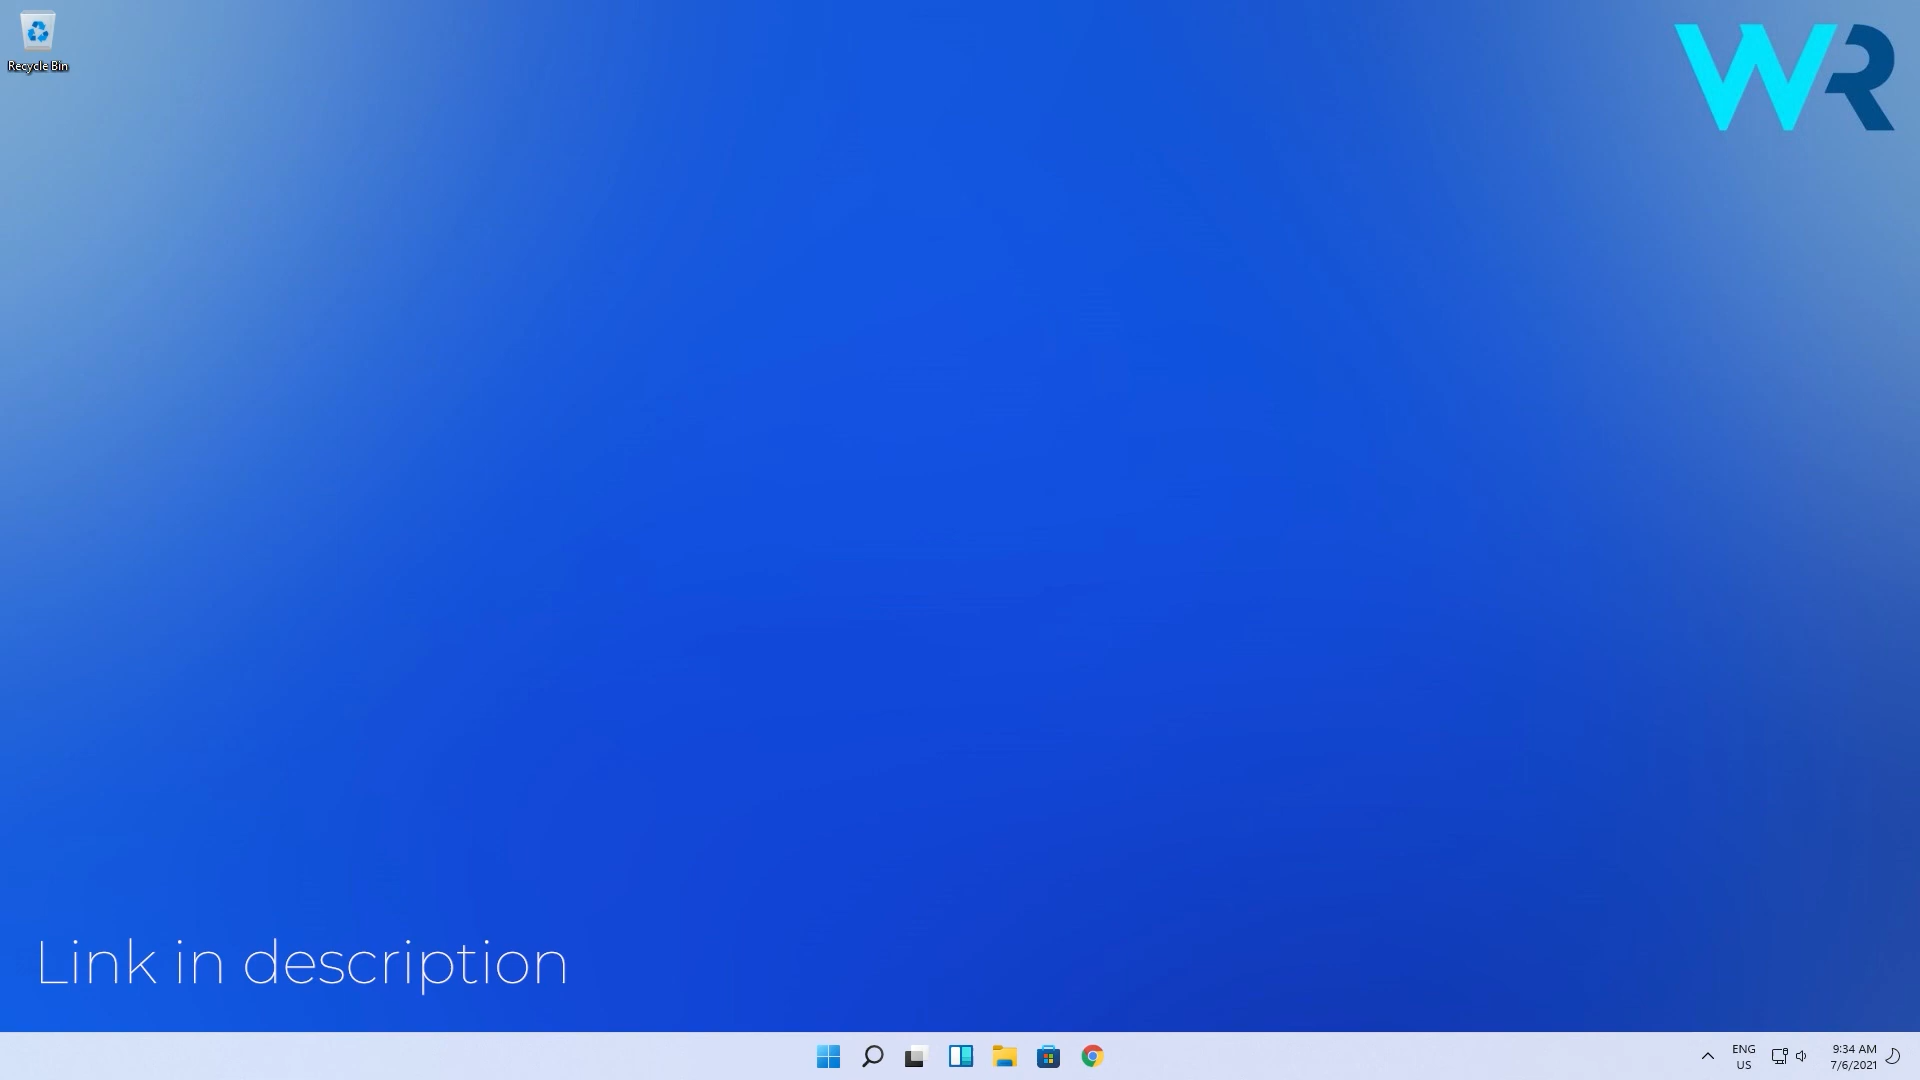 Recycle Bin
WR
Link in description
ENG
US
9:34 AM
7/6/2021